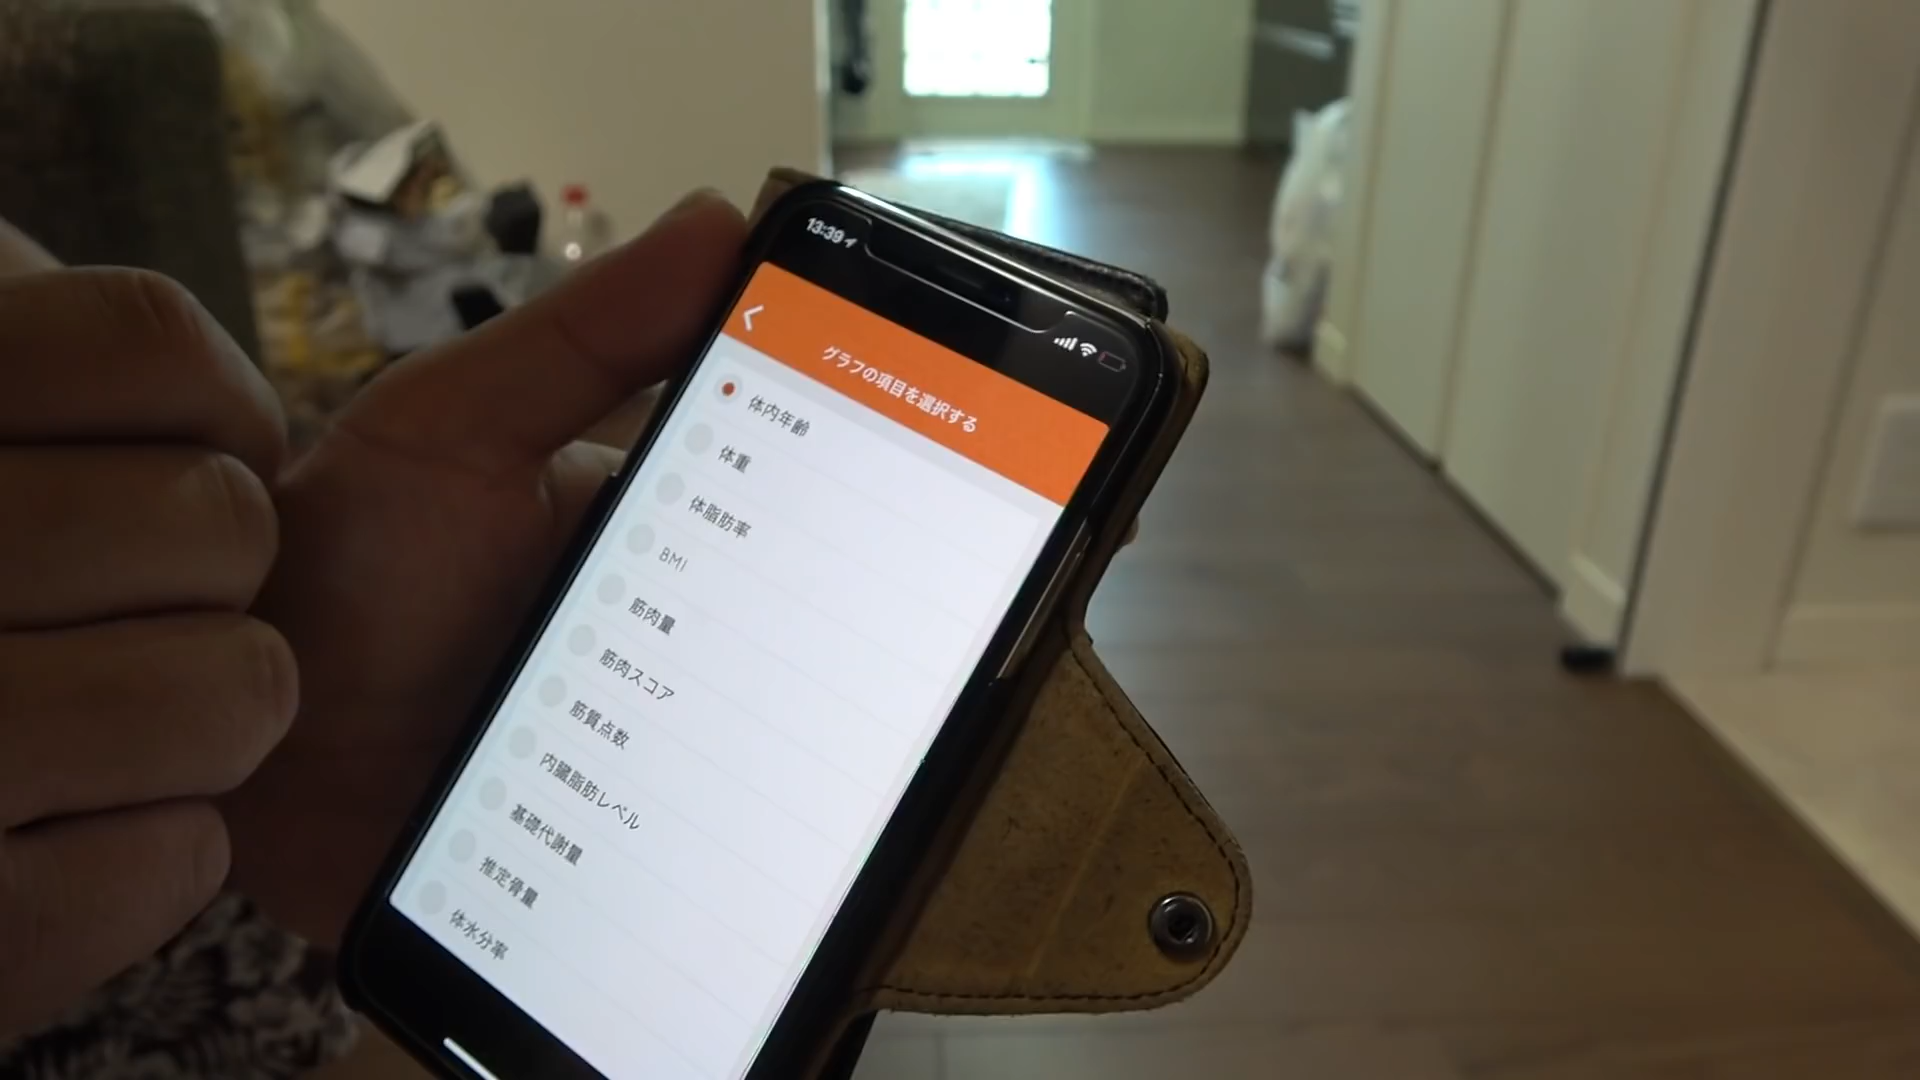 13:39
グラフの項目を選択する
体内年齢
体重
体脂肪率
BMI
筋肉量
筋肉スコア
筋質点数
内臓脂肪レベル
基礎代謝量
推定骨量
体水分率